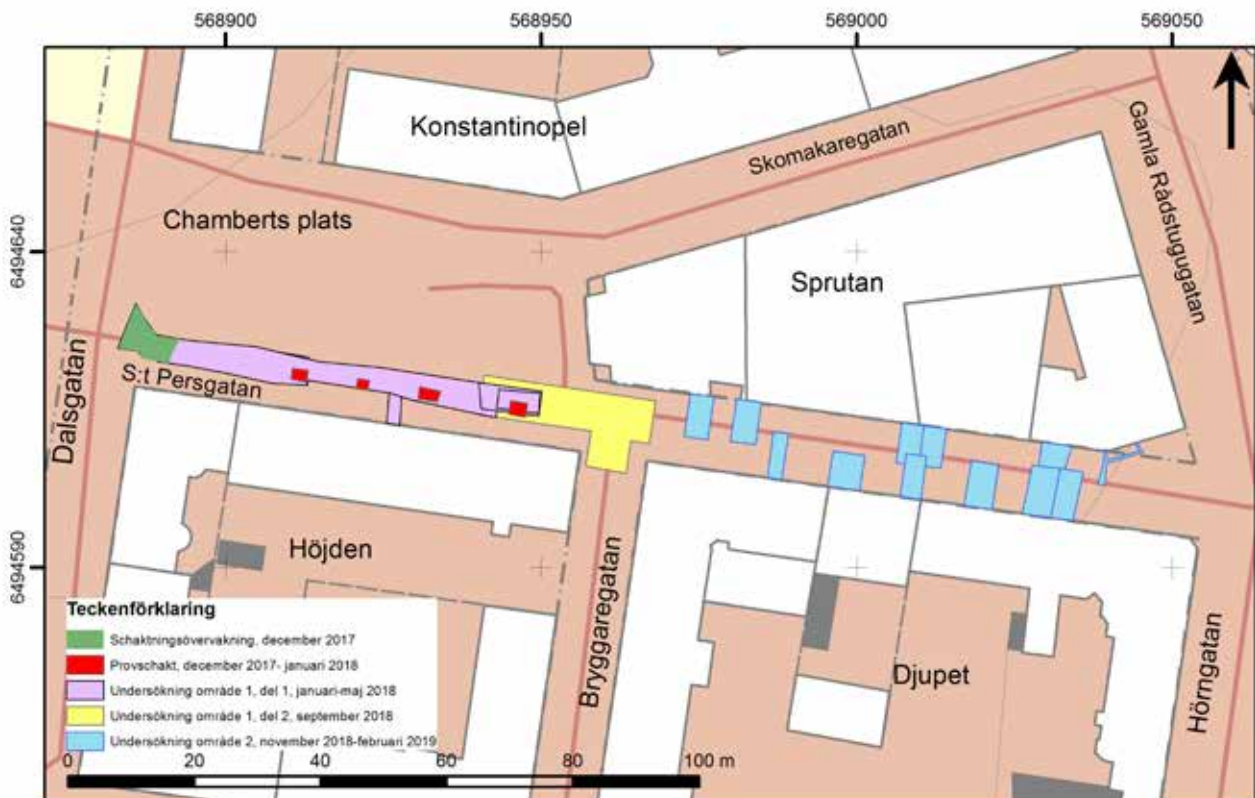 568900 568950 569000 569050
Konstantinopel
Skomakaregatan
Gamla Rådstugugatan
Chamberts plats
6494640
Sprutan
Dalsgatan
S:t Persgatan
Höjden
6494590
Bryggaregatan
Djupet
Hörngatan
Teckenförklaring
Schaktningsövervakning, december 2017
Provschakt, december 2017- januari 2018
Undersökning område 1, del 1, januari-maj 2018
Undersökning område 1, del 2, september 2018
Undersökning område 2, november 2018-februari 2019
0 20 40 60 80 100 m